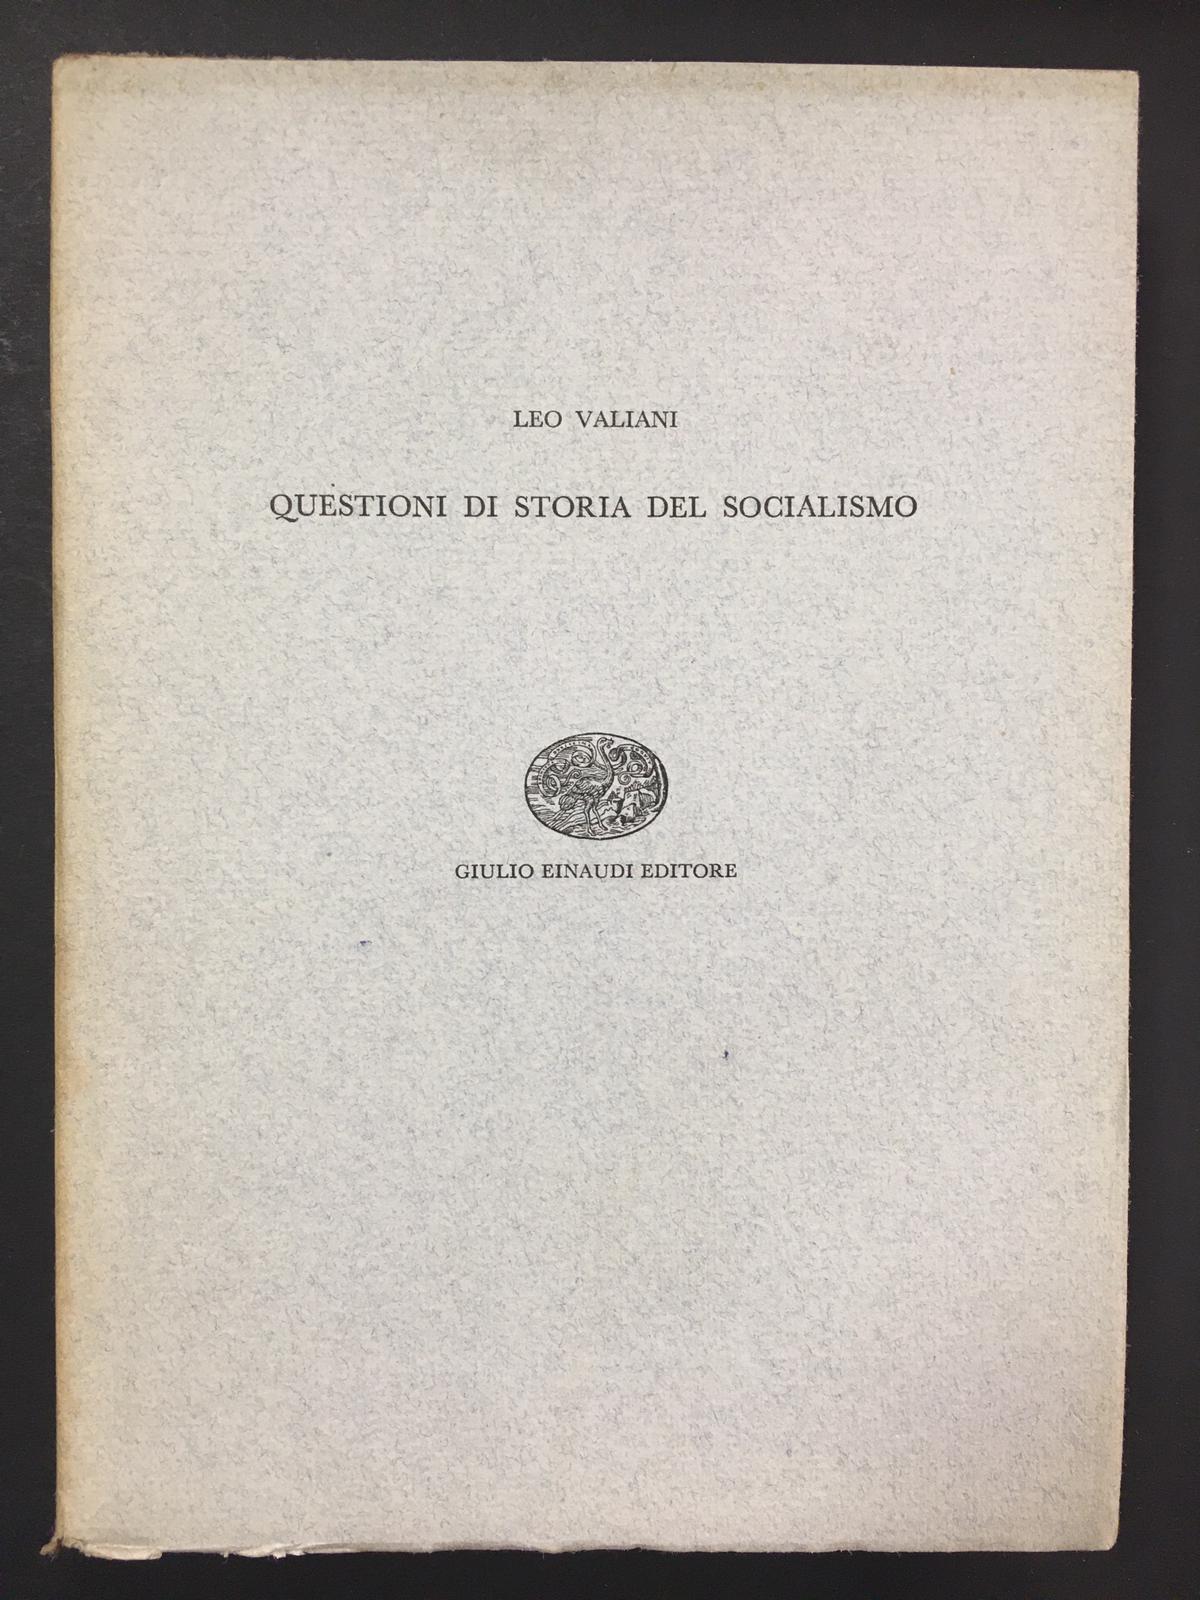 LEO VALIANI
QUESTIONI DI STORIA DEL SOCIALISMO
GIULIO EINAUDI EDITORE